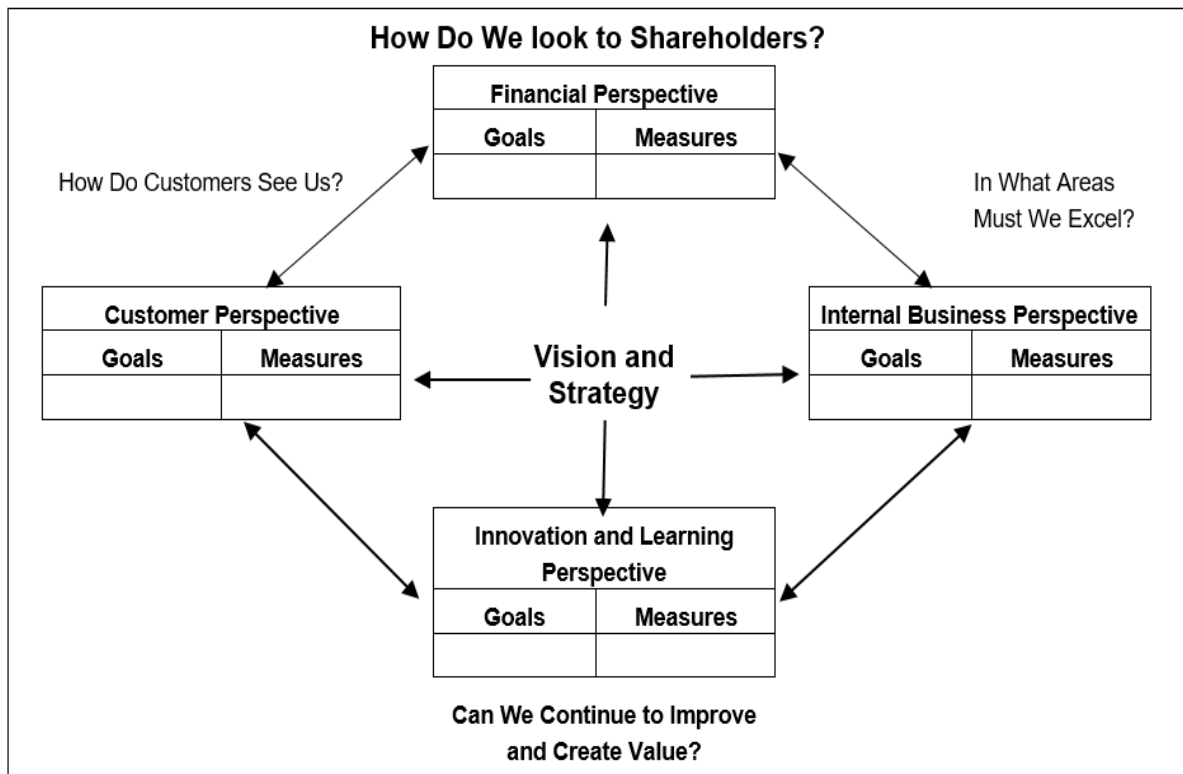 How Do We look to Shareholders?
Financial Perspective
Goals Measures
How Do Customers See Us?
In What Areas
Must We Excel?
Customer Perspective
Goals Measures
Vision and
Strategy
Internal Business Perspective
Goals Measures
Innovation and Learning
Perspective
Goals Measures
Can We Continue to Improve
and Create Value?